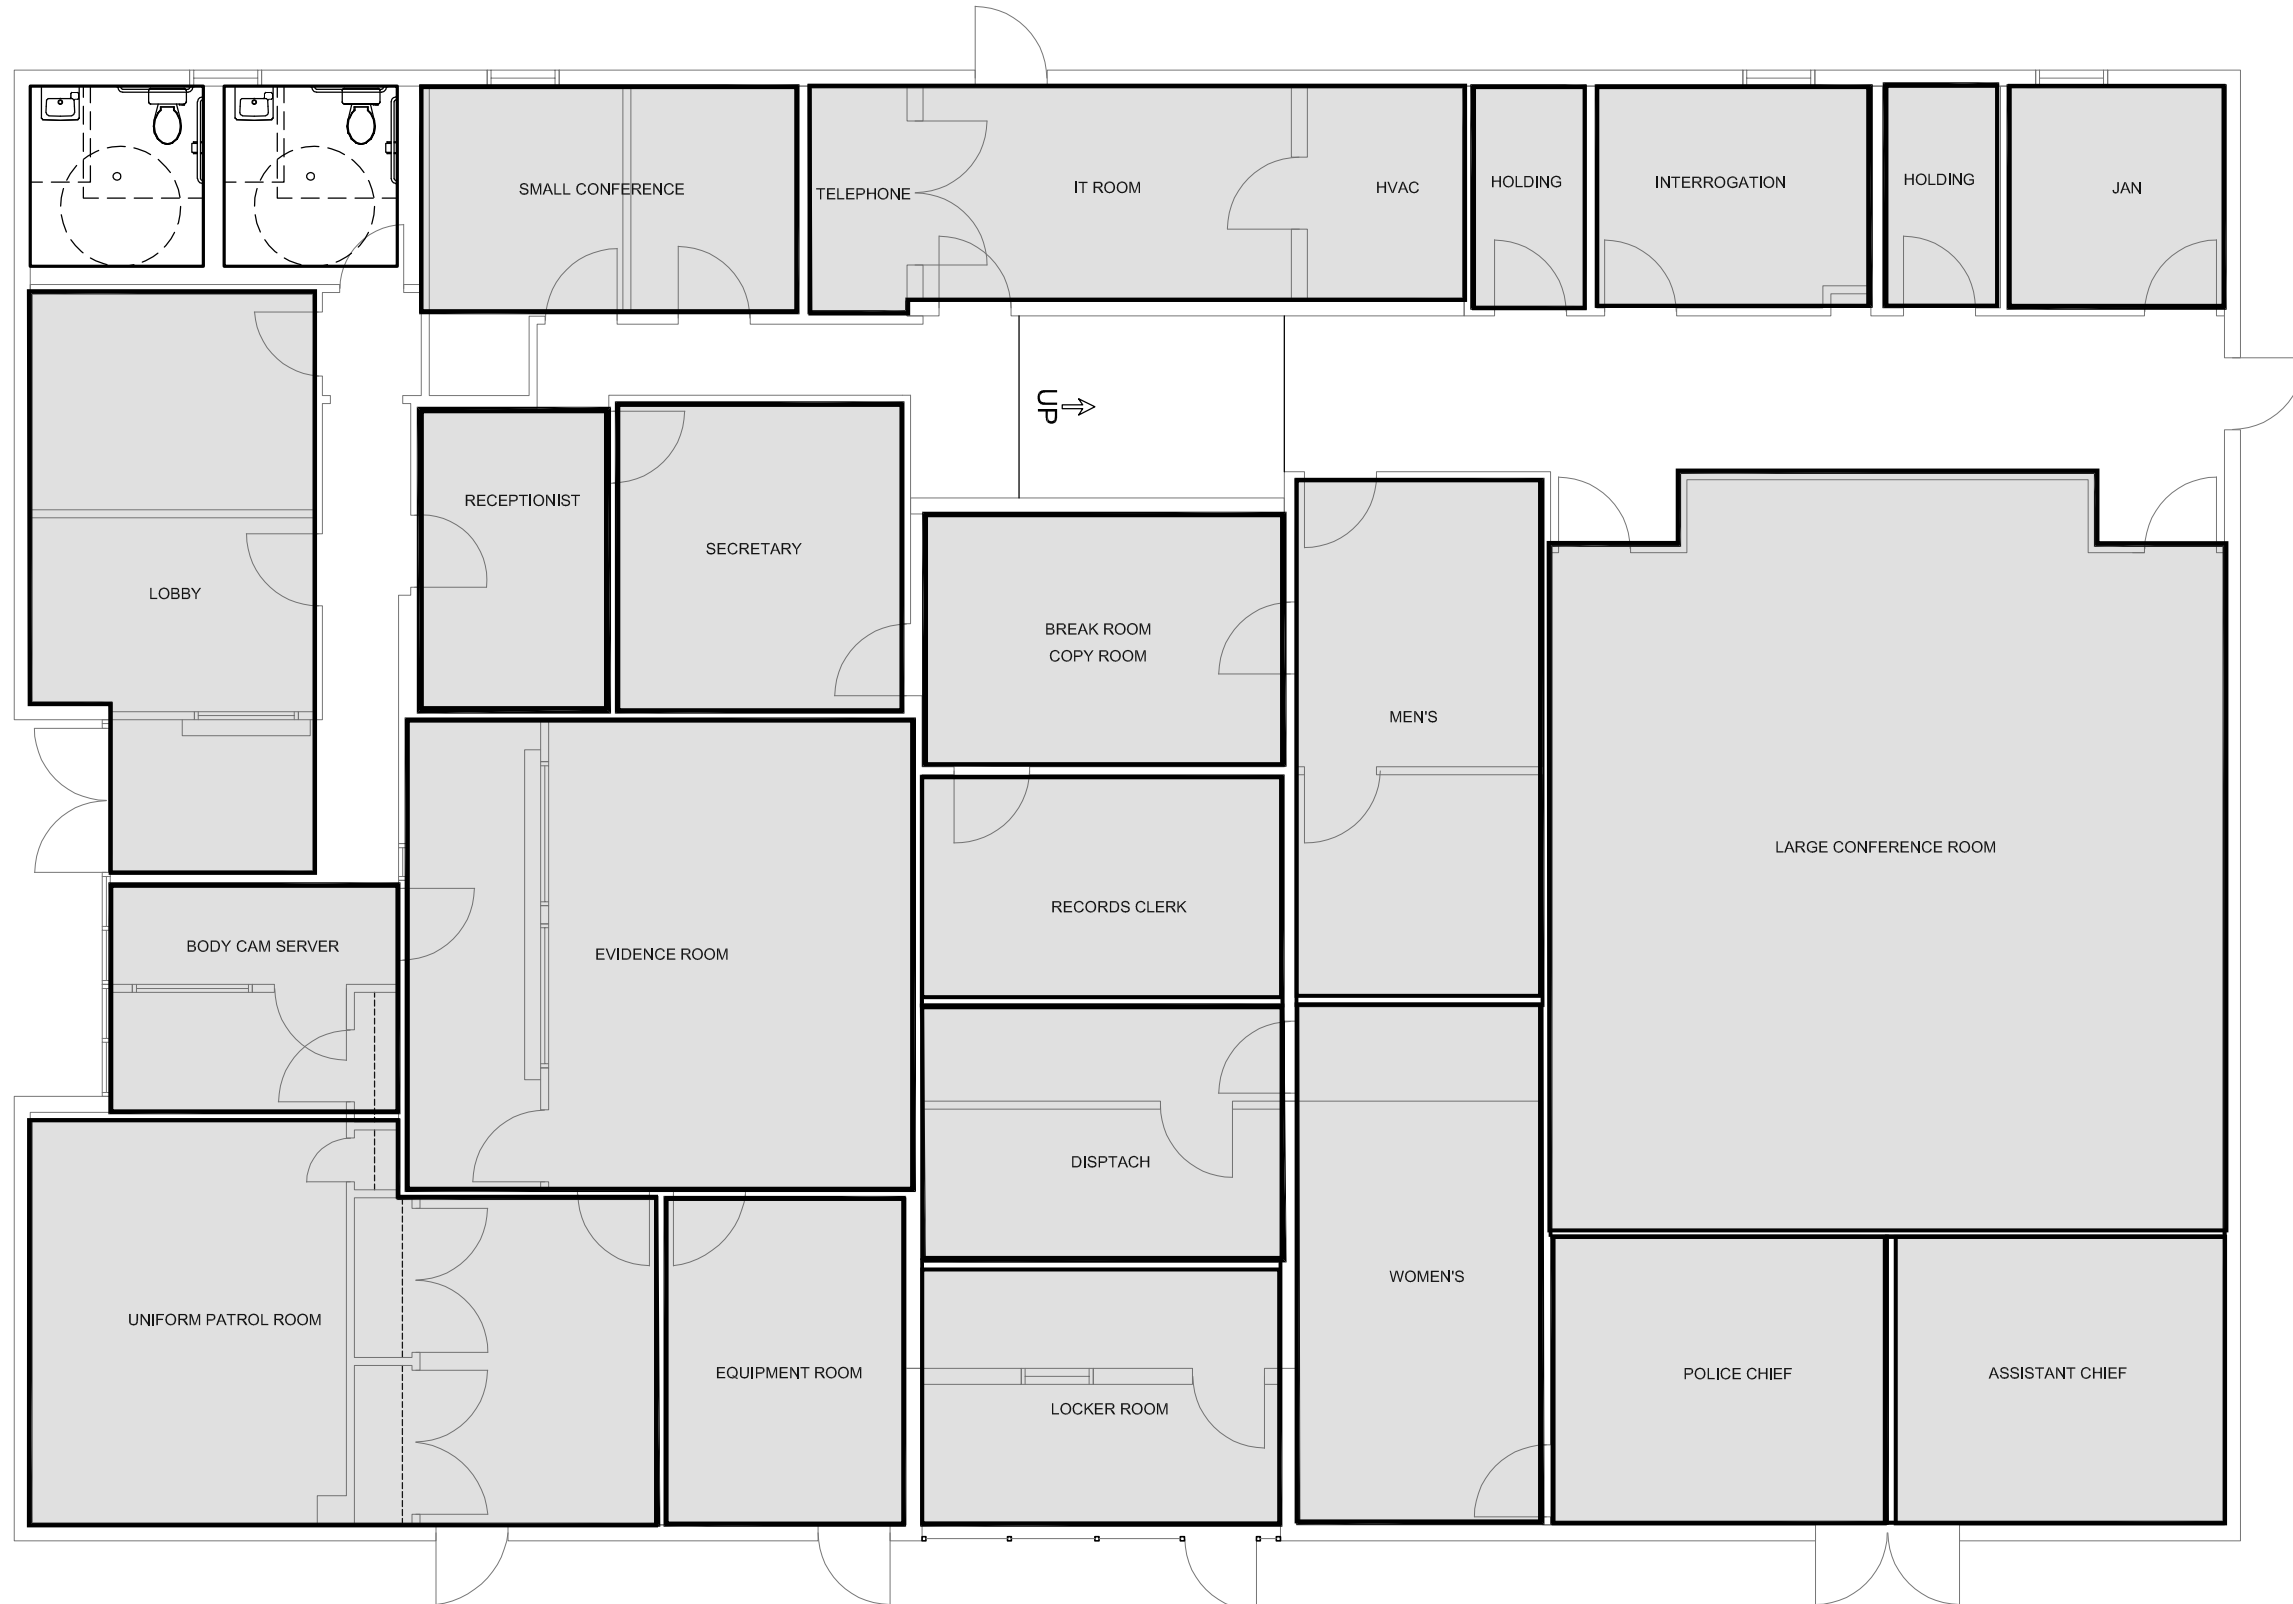 SMALL CONFERENCE
TELEPHONE
IT ROOM
HVAC
HOLDING
INTERROGATION
HOLDING
JAN
UP
RECEPTIONIST
SECRETARY
LOBBY
BREAK ROOM
COPY ROOM
MEN'S
LARGE CONFERENCE ROOM
RECORDS CLERK
BODY CAM SERVER
EVIDENCE ROOM
DISPTACH
WOMEN'S
UNIFORM PATROL ROOM
EQUIPMENT ROOM
LOCKER ROOM
POLICE CHIEF
ASSISTANT CHIEF